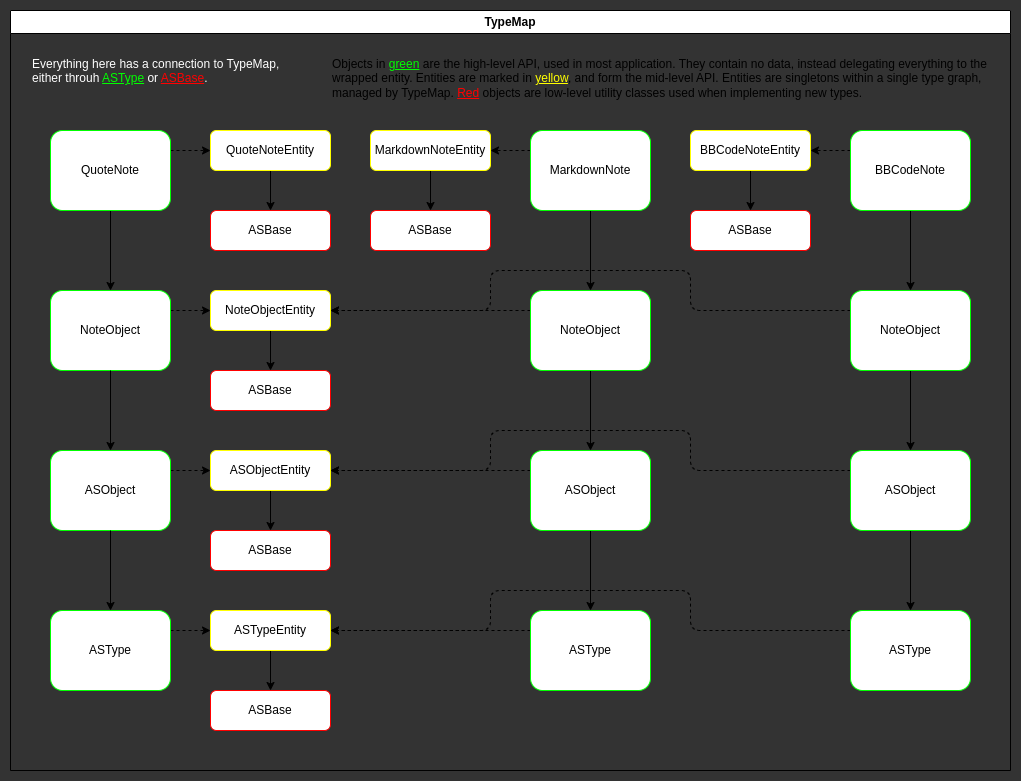 TypeMap
Everything here has a connection to TypeMap,
either throuh ASType or ASBase.
Objects in green are the high-level API, used in most application. They contain no data, instead delegating everything to the
wrapped entity. Entities are marked in yellow and form the mid-level API. Entities are singletons within a single type graph,
managed by TypeMap. Red objects are low-level utility classes used when implementing new types.
QuoteNote
QuoteNoteEntity
MarkdownNoteEntity
MarkdownNote
BBCodeNoteEntity
BBCodeNote
ASBase
ASBase
ASBase
NoteObject
NoteObjectEntity
NoteObject
NoteObject
ASBase
ASObject
ASObjectEntity
ASObject
ASObject
ASBase
ASType
ASTypeEntity
ASType
ASType
ASBase